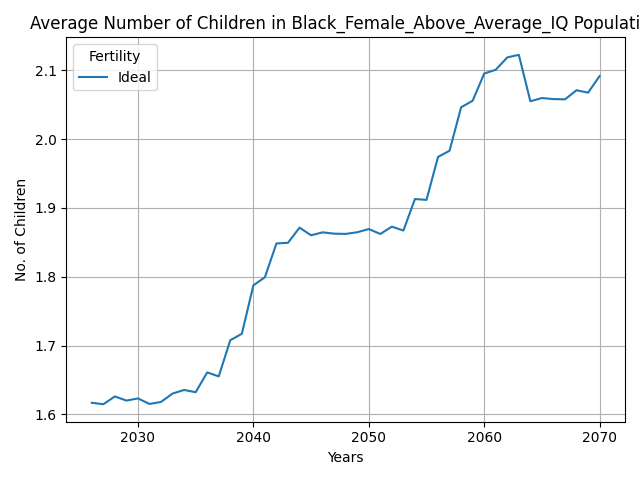 Average Number of Children in Black_Female_Above_Average_IQ Populati
Fertility
Ideal
No. of Children
2.1
2.0
1.9
1.8
1.7
1.6
2030 2040 2050 2060 2070
Years